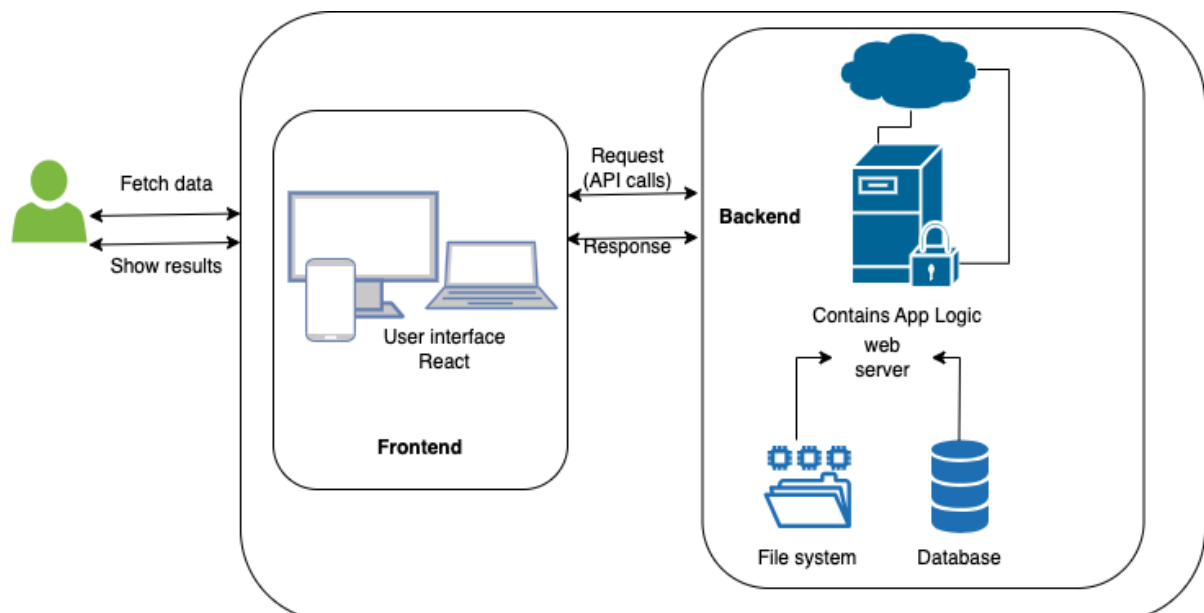 Fetch data
Show results
User interface
React
Frontend
Request
(API calls)
Response
Backend
Contains App Logic
web
server
File system
Database